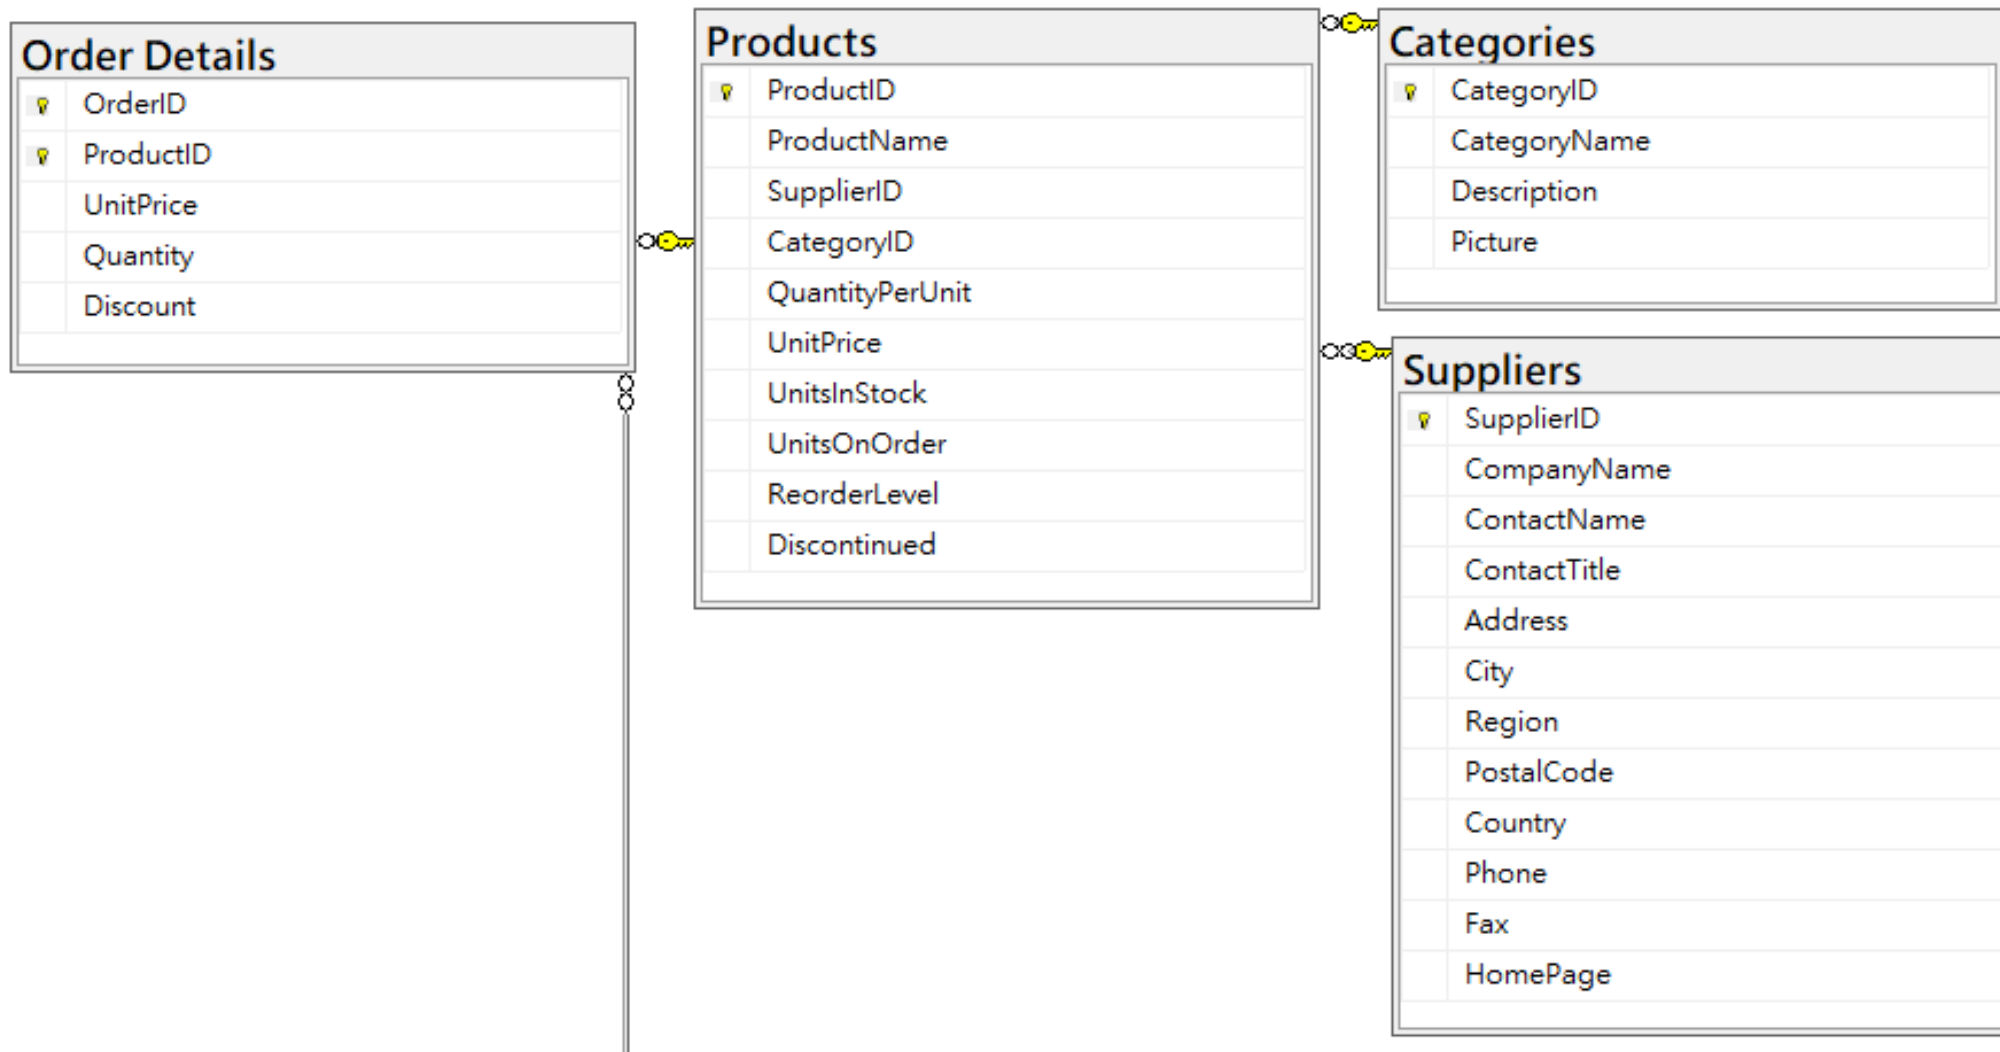 Order Details
OrderID
ProductID
UnitPrice
Quantity
Discount
Products
ProductID
ProductName
SupplierID
CategoryID
QuantityPerUnit
UnitPrice
UnitsInStock
UnitsOnOrder
ReorderLevel
Discontinued
Categories
CategoryID
CategoryName
Description
Picture
Suppliers
SupplierID
CompanyName
ContactName
ContactTitle
Address
City
Region
PostalCode
Country
Phone
Fax
HomePage